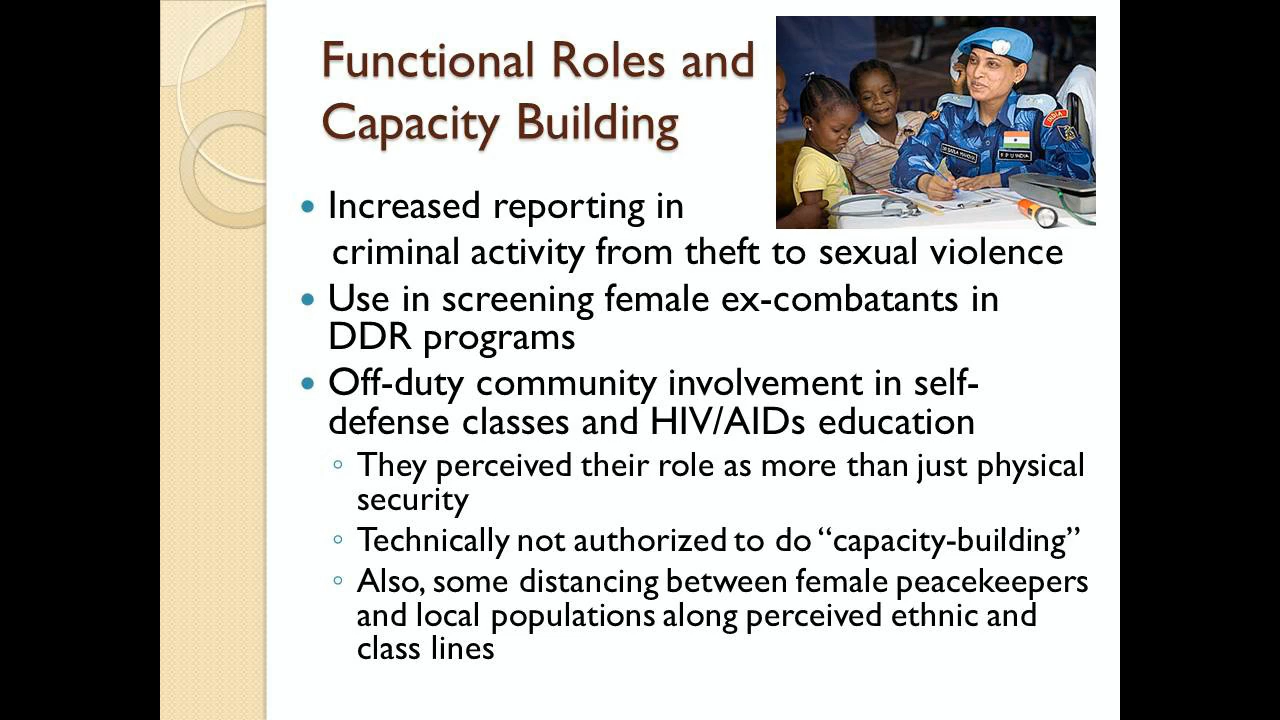 Functional Roles and
Capacity Building
• Increased reporting in
criminal activity from theft to sexual violence
• Use in screening female ex-combatants in
DDR programs
• Off-duty community involvement in self-
defense classes and HIV/AIDs education
◦ They perceived their role as more than just physical
security
◦ Technically not authorized to do “capacity-building”
◦ Also, some distancing between female peacekeepers
and local populations along perceived ethnic and
class lines
INDIA
F P U INDIA